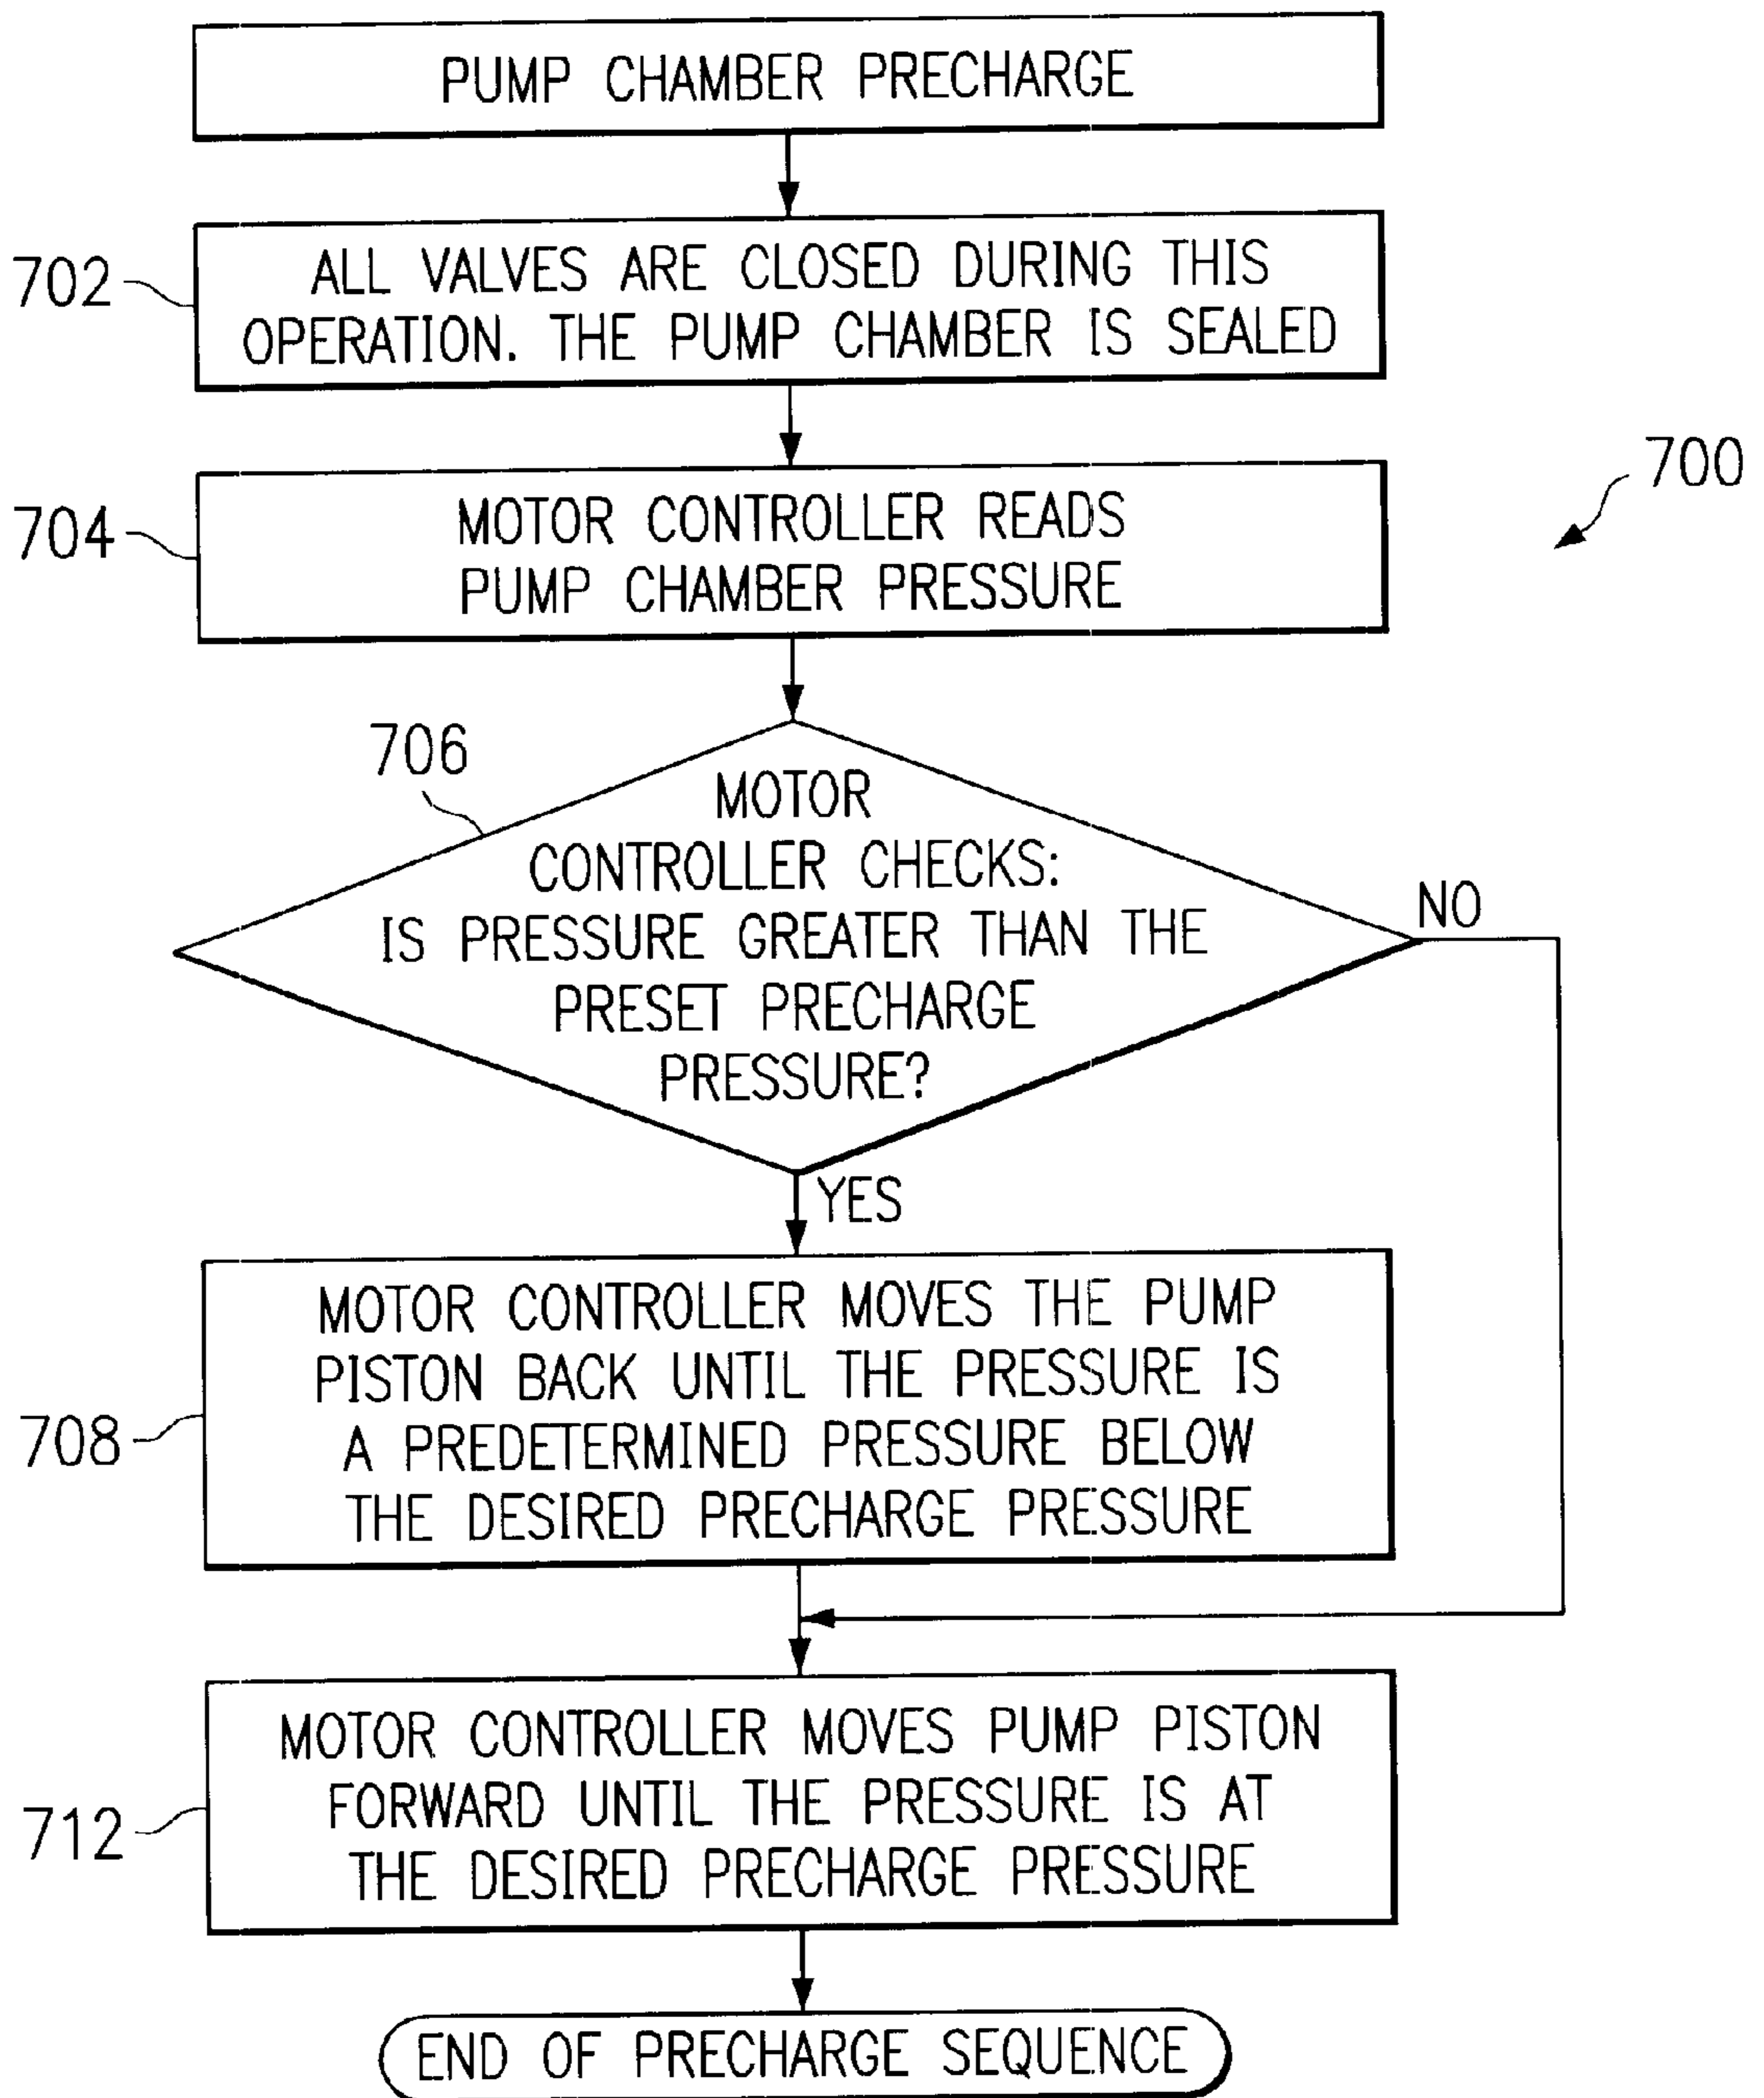 PUMP CHAMBER PRECHARGE
702
ALL VALVES ARE CLOSED DURING THIS
OPERATION. THE PUMP CHAMBER IS SEALED
700
704
MOTOR CONTROLLER READS
PUMP CHAMBER PRESSURE
706
MOTOR
CONTROLLER CHECKS:
IS PRESSURE GREATER THAN THE
PRESET PRECHARGE
PRESSURE?
NO
YES
708
MOTOR CONTROLLER MOVES THE PUMP
PISTON BACK UNTIL THE PRESSURE IS
A PREDETERMINED PRESSURE BELOW
THE DESIRED PRECHARGE PRESSURE
712
MOTOR CONTROLLER MOVES PUMP PISTON
FORWARD UNTIL THE PRESSURE IS AT
THE DESIRED PRECHARGE PRESSURE
END OF PRECHARGE SEQUENCE